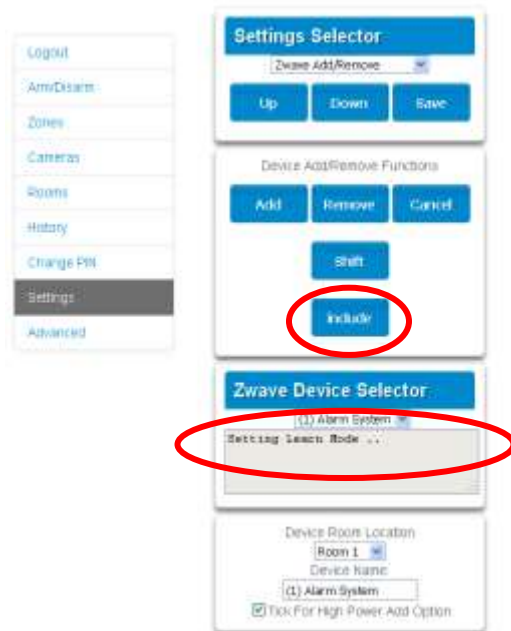 Logout
Arm/Disarm
Zones
Cameras
Rooms
History
Change PIN
Settings
Advanced
Settings Selector
Zwave Add/Remove
Up Down Save
Device Add/Remove Functions
Add Remove Cancel
Shift
Include
Zwave Device Selector
(1) Alarm System
Setting Learn Mode ..
Device Room Location
Room 1
Device Name
(1) Alarm System
Tick For High Power Add Option